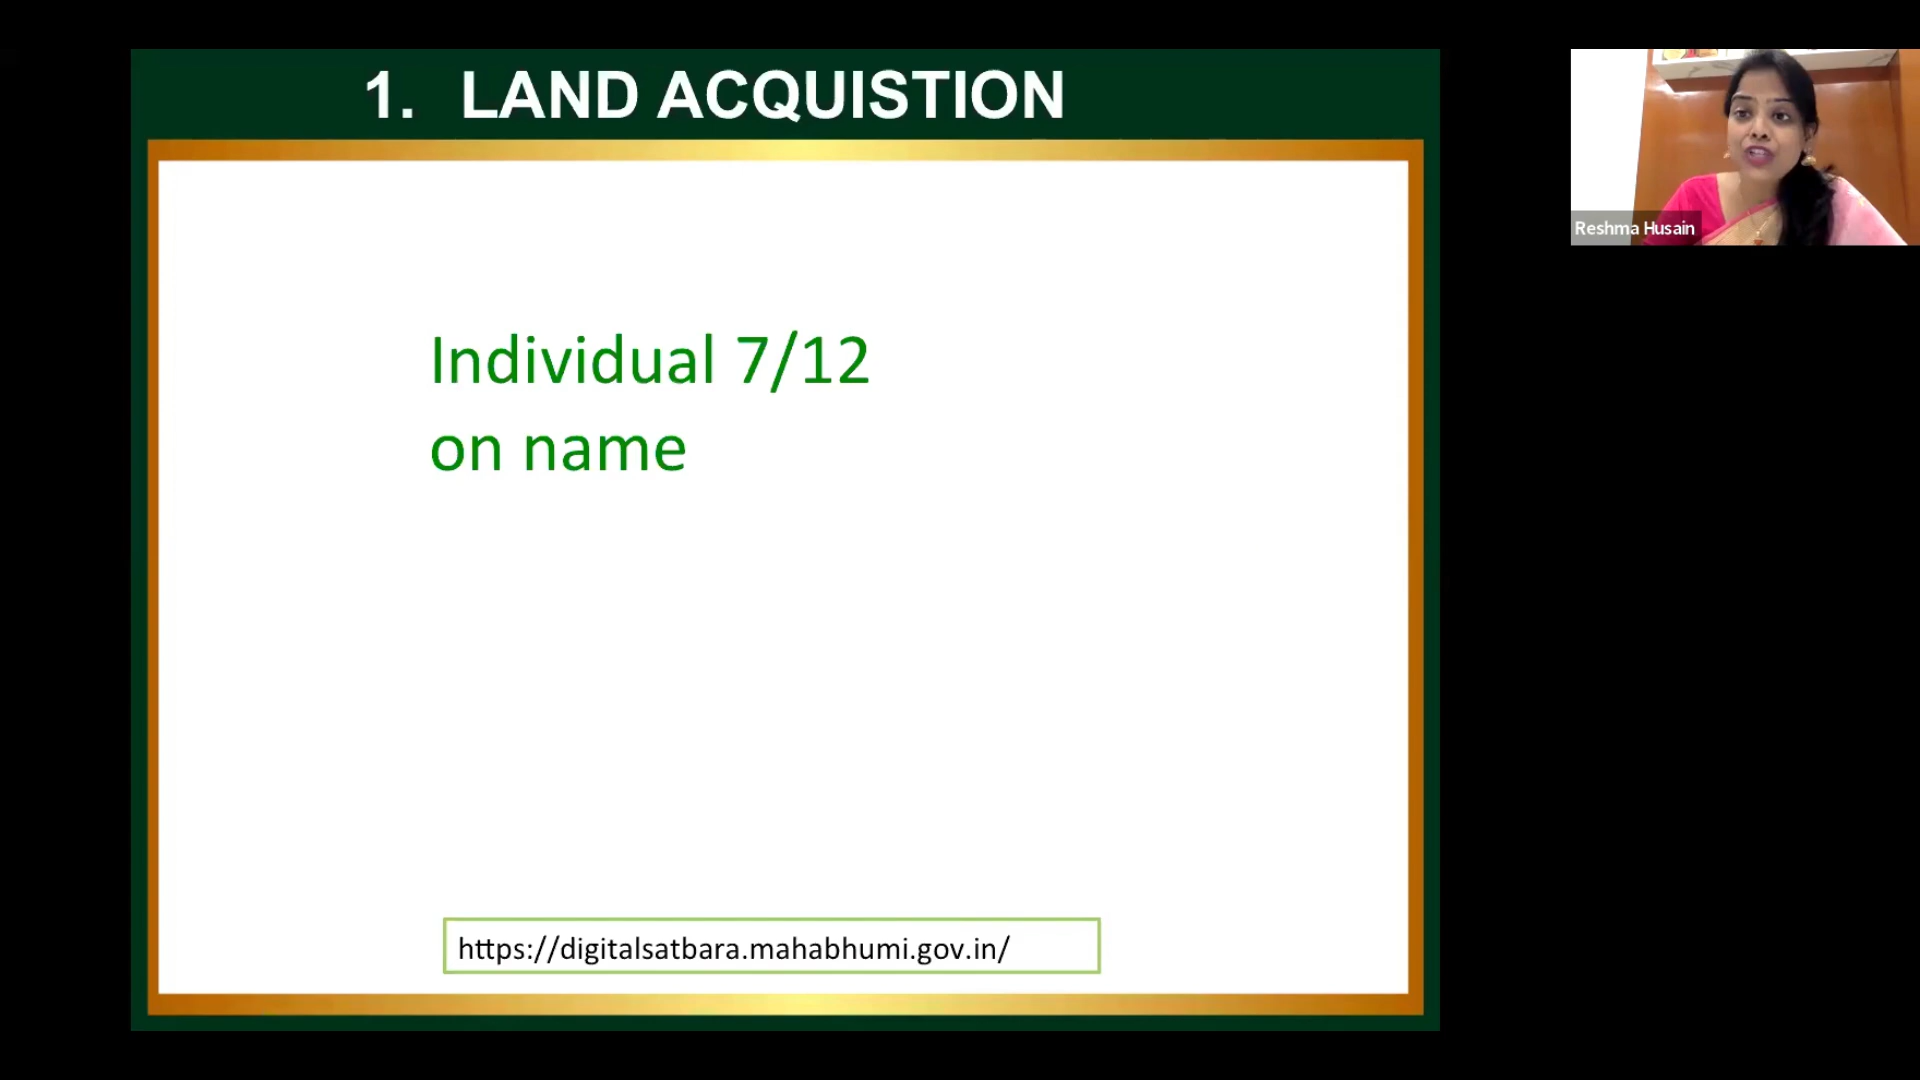 1. LAND ACQUISTION
Reshma Husain
Individual 7/12
on name
https://digitalsatbara.mahabhumi.gov.in/